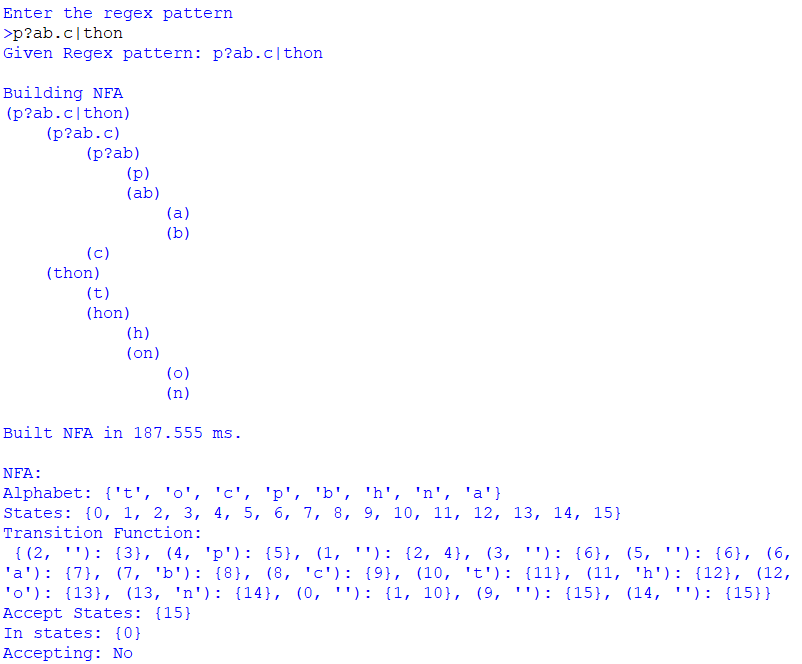 Enter the regex pattern
>p?ab.c|thon
Given Regex pattern: p?ab.c|thon

Building NFA
(p?ab.c|thon)
    (p?ab.c)
        (p?ab)
            (p)
            (ab)
                (a)
                (b)
        (c)
    (thon)
        (t)
        (hon)
            (h)
            (on)
                (o)
                (n)

Built NFA in 187.555 ms.

NFA:
Alphabet: {'t', 'o', 'c', 'p', 'b', 'h', 'n', 'a'}
States: {0, 1, 2, 3, 4, 5, 6, 7, 8, 9, 10, 11, 12, 13, 14, 15}
Transition Function:
 {(2, ''): {3}, (4, 'p'): {5}, (1, ''): {2, 4}, (3, ''): {6}, (5, ''): {6}, (6,
'a'): {7}, (7, 'b'): {8}, (8, 'c'): {9}, (10, 't'): {11}, (11, 'h'): {12}, (12,
'o'): {13}, (13, 'n'): {14}, (0, ''): {1, 10}, (9, ''): {15}, (14, ''): {15}}
Accept States: {15}
In states: {0}
Accepting: No